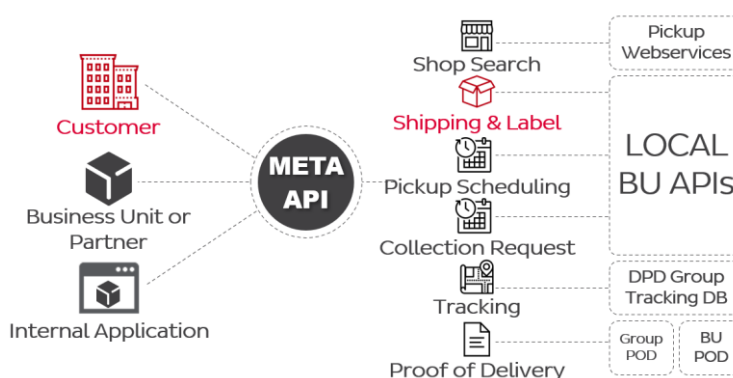 Customer
Business Unit or
Partner
Internal Application
META
API
Shop Search
Shipping & Label
Pickup Scheduling
Collection Request
Tracking
Proof of Delivery
Pickup
Webservices
LOCAL
BU APIs
DPD Group
Tracking DB
Group
POD
BU
POD